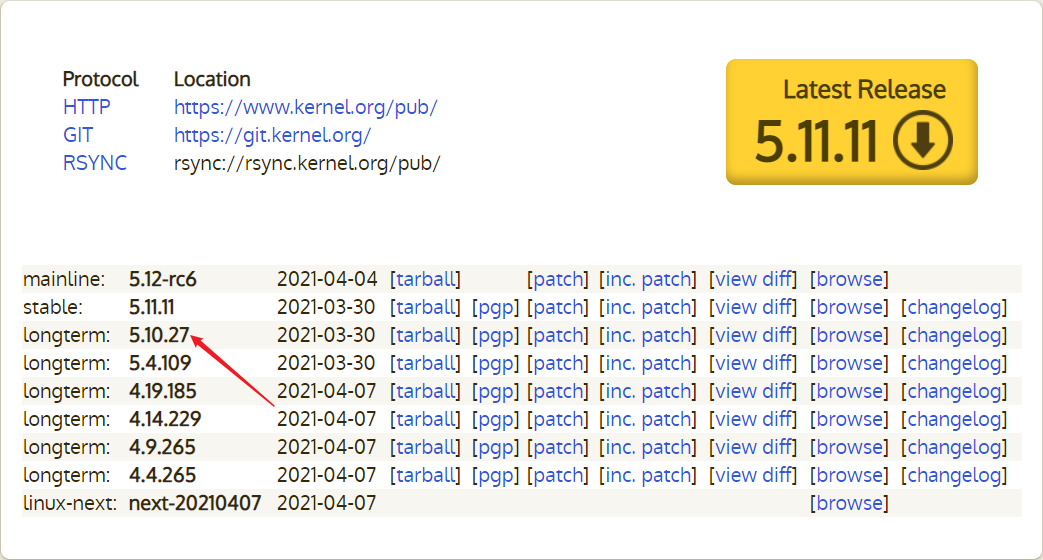 Protocol Location
HTTP https://www.kernel.org/pub/
GIT https://git.kernel.org/
RSYNC rsync://rsync.kernel.org/pub/
Latest Release
5.11.11
mainline: 5.12-rc6 2021-04-04 [tarball] [patch] [inc. patch] [view diff] [browse]
stable: 5.11.11 2021-03-30 [tarball] [pgp] [patch] [inc. patch] [view diff] [browse] [changelog]
longterm: 5.10.27 2021-03-30 [tarball] [pgp] [patch] [inc. patch] [view diff] [browse] [changelog]
longterm: 5.4.109 2021-03-30 [tarball] [pgp] [patch] [inc. patch] [view diff] [browse] [changelog]
longterm: 4.19.185 2021-04-07 [tarball] [pgp] [patch] [inc. patch] [view diff] [browse] [changelog]
longterm: 4.14.229 2021-04-07 [tarball] [pgp] [patch] [inc. patch] [view diff] [browse] [changelog]
longterm: 4.9.265 2021-04-07 [tarball] [pgp] [patch] [inc. patch] [view diff] [browse] [changelog]
longterm: 4.4.265 2021-04-07 [tarball] [pgp] [patch] [inc. patch] [view diff] [browse] [changelog]
linux-next: next-20210407 2021-04-07 [browse]